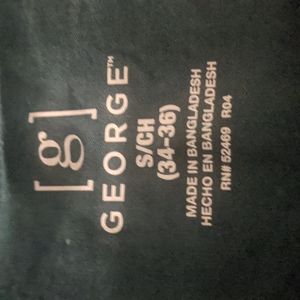 [g]
GEORGE™
S/CH
(34-36)
MADE IN BANGLADESH
HECHO EN BANGLADESH
RN# 52469 R04